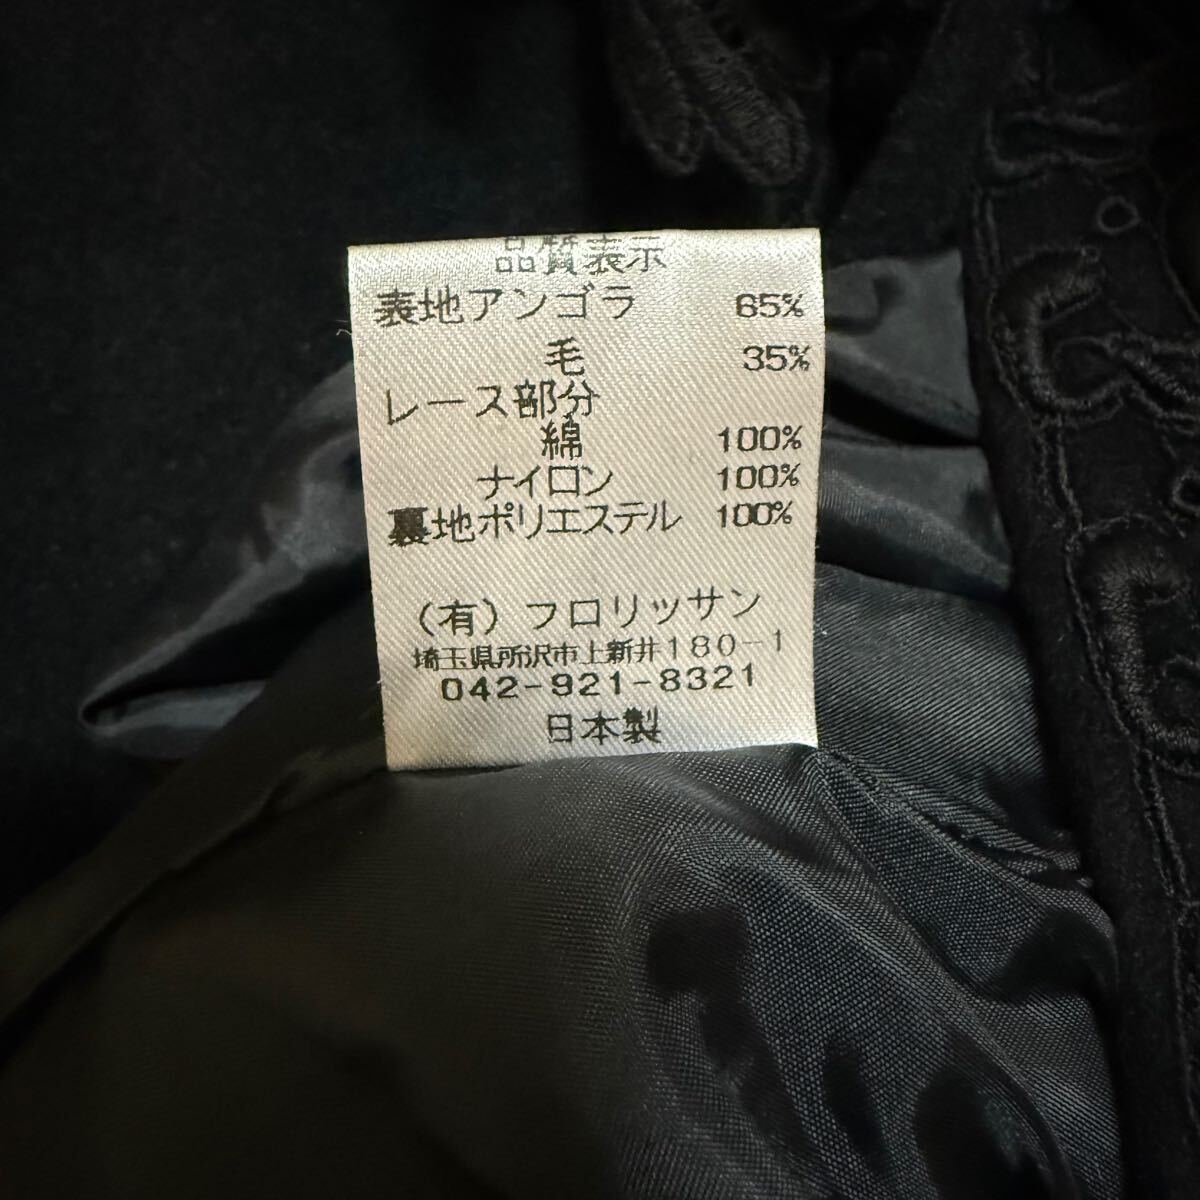 品質表示
表地アンゴラ 65%
毛 35%
レース部分
綿 100%
ナイロン 100%
裏地ポリエステル 100%
(有)フロリッサン
埼玉県所沢市上新井180-1
042-921-8321
日本製